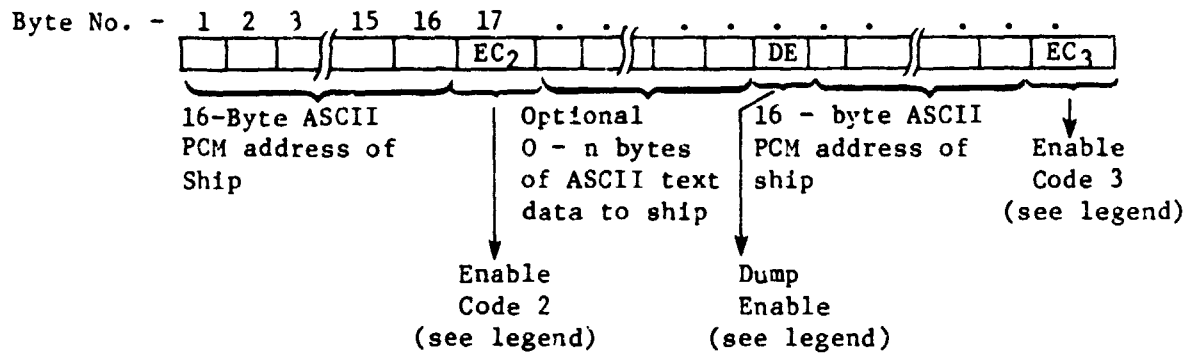 Byte No. - 1 2 3 15 16 17 . . . . . . . . . . .
EC2 DE EC3
16-Byte ASCII
PCM address of
Ship
Optional
0 - n bytes
of ASCII text
data to ship
16 - byte ASCII
PCM address of
ship
Enable
Code 3
(see legend)
Enable
Code 2
(see legend)
Dump
Enable
(see legend)